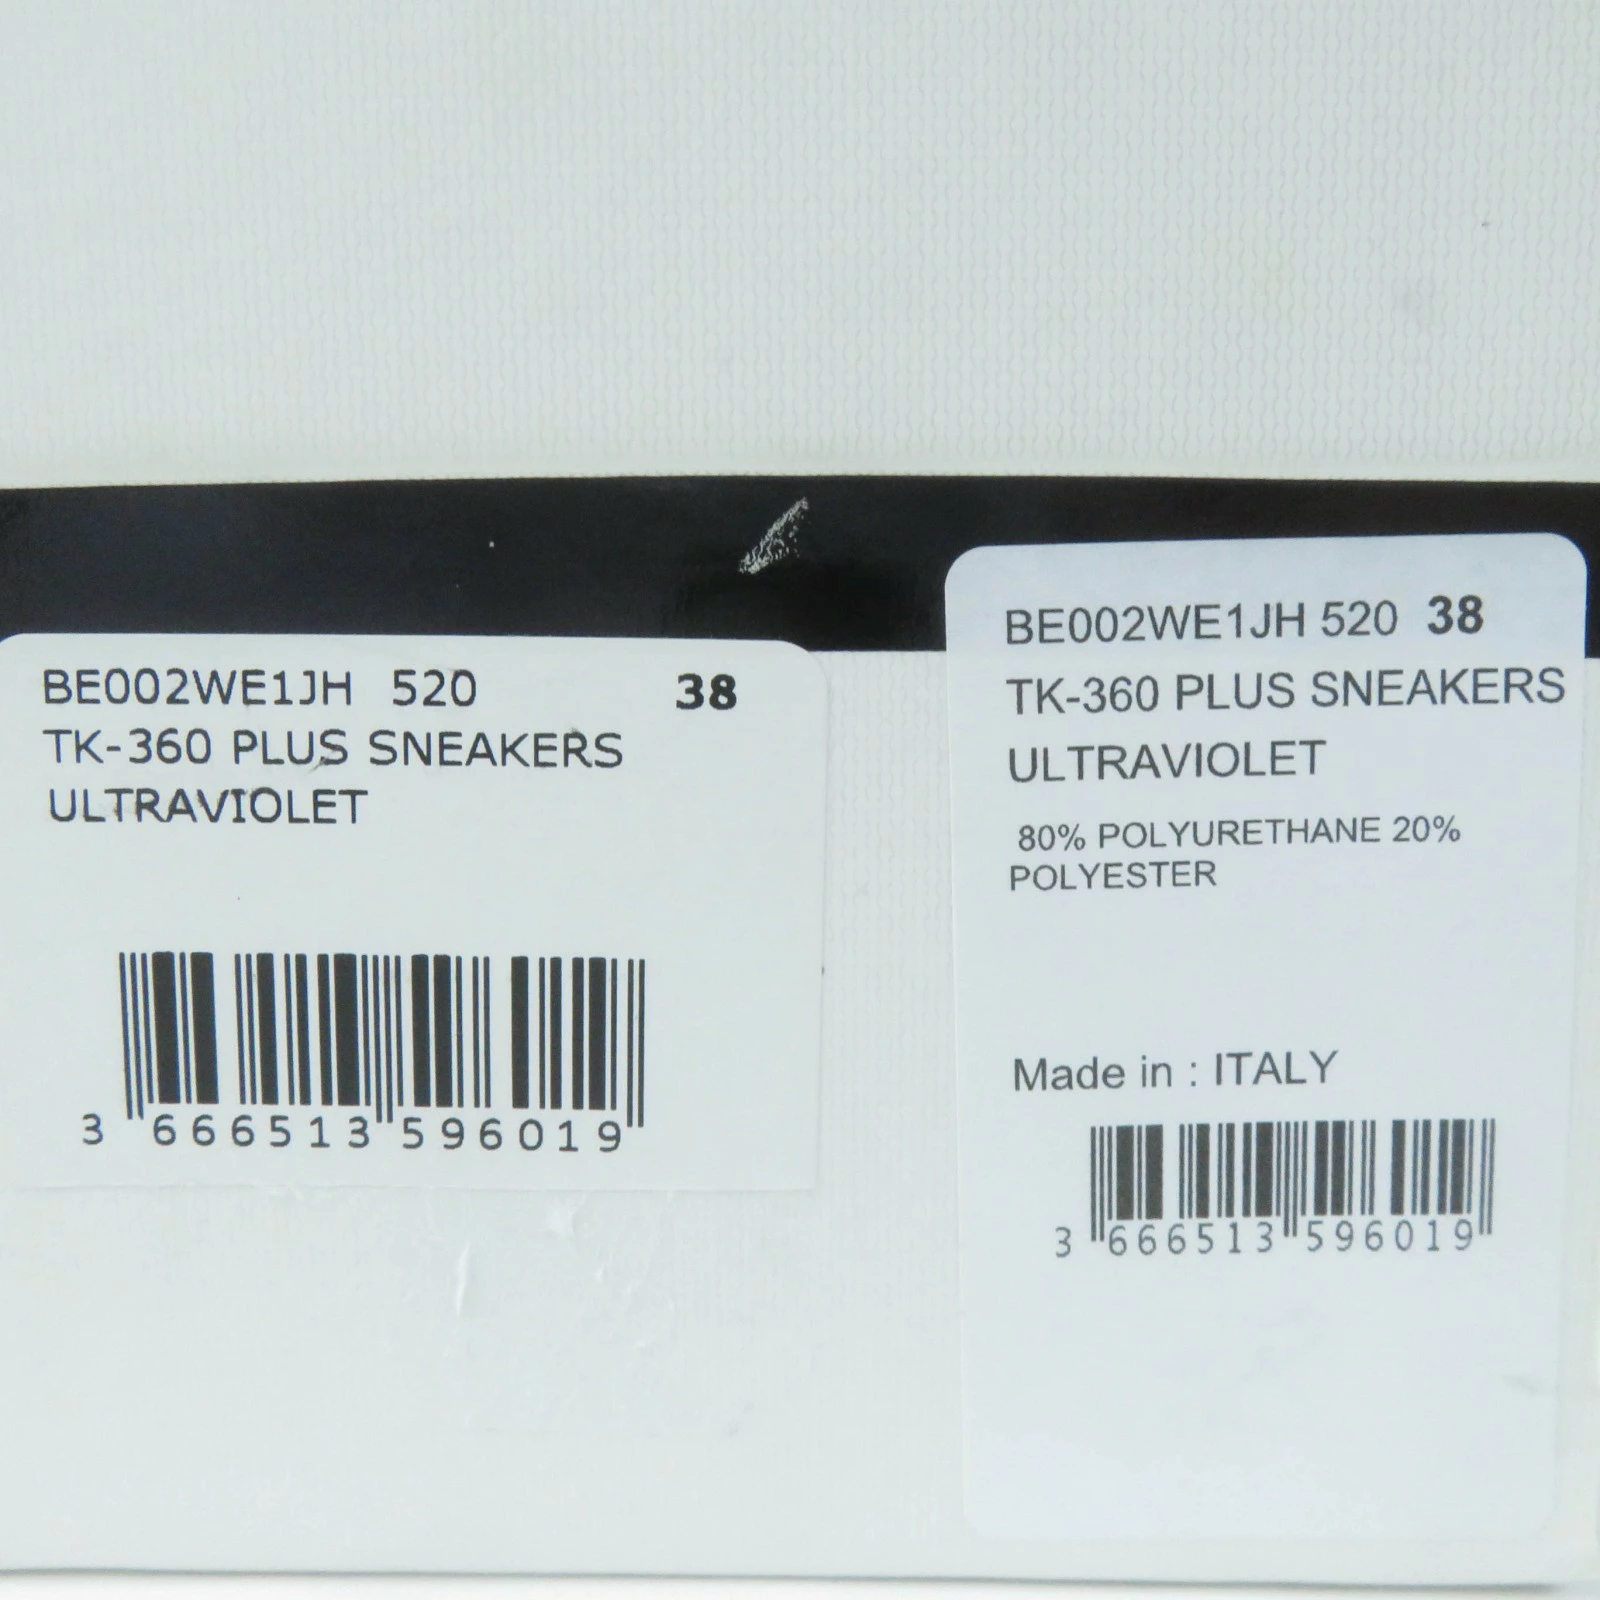 BE002WE1JH 520 38
TK-360 PLUS SNEAKERS
ULTRAVIOLET
3 666513 596019
BE002WE1JH 520 38
TK-360 PLUS SNEAKERS
ULTRAVIOLET
80% POLYURETHANE 20%
POLYESTER
Made in : ITALY
3 666513 596019